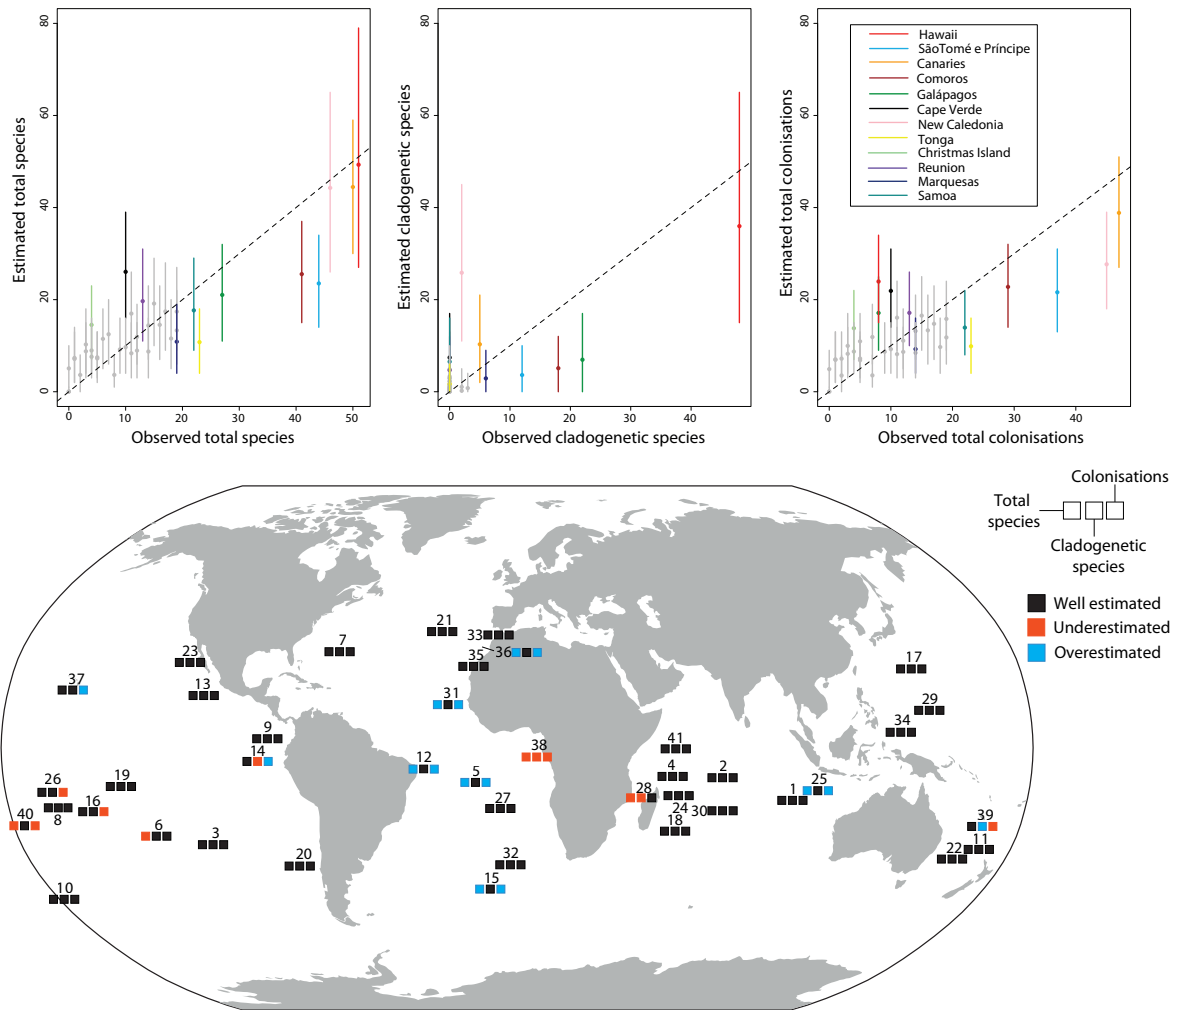 Estimated total species
0
20
40
60
80
0
10
20
30
40
50
Observed total species
Estimated cladogenetic species
0
20
40
60
80
0
10
20
40
Observed cladogenetic species
Estimated total colonisations
0
20
40
60
80
0
10
20
30
40
Observed total colonisations
Hawaii
SãoTomé e Príncipe
Canaries
Comoros
Galápagos
Cape Verde
New Caledonia
Tonga
Christmas Island
Reunion
Marquesas
Samoa
Colonisations
Total
species
Cladogenetic
species
Well estimated
Underestimated
Overestimated
21
33
7
36
23
35
17
37
13
31
29
9
34
14
38
41
12
4
2
19
5
25
26
28
1
16
8
27
24
30
40
39
6
18
3
11
22
20
32
15
10